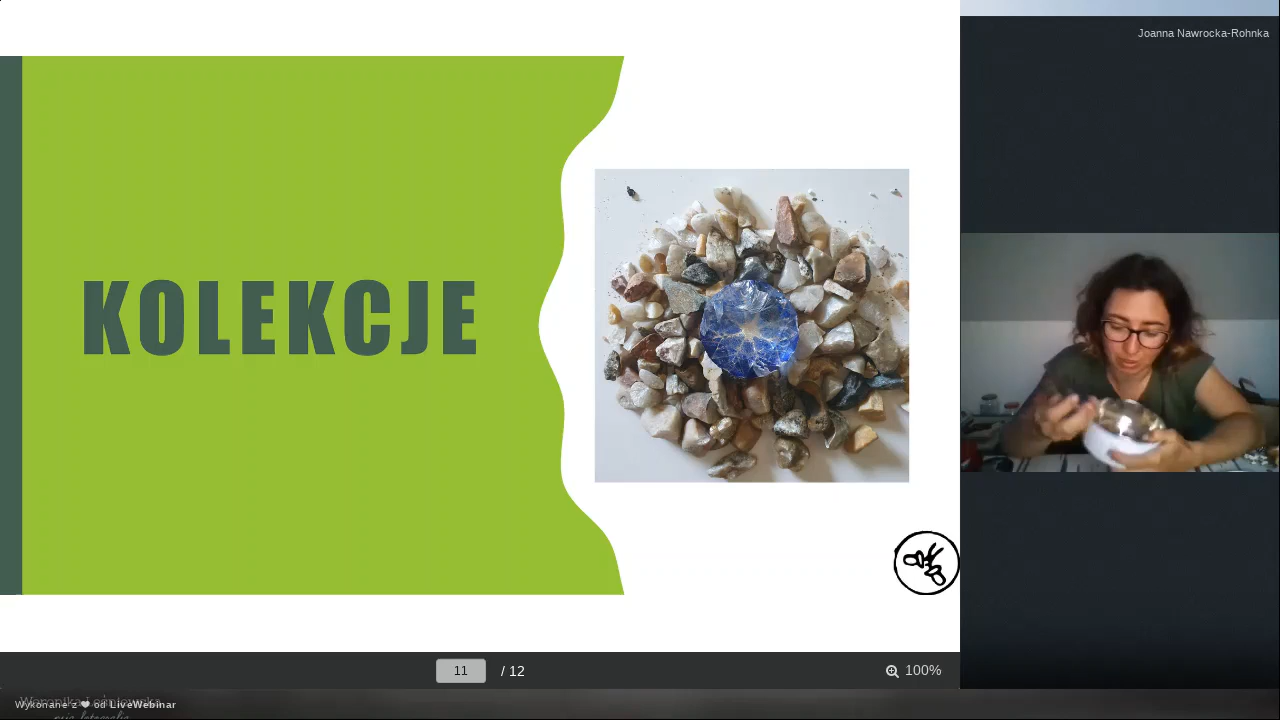 Joanna Nawrocka-Rohnka
KOLEKCJE
11 / 12
100%
Wykonane z ❤ od LiveWebinar